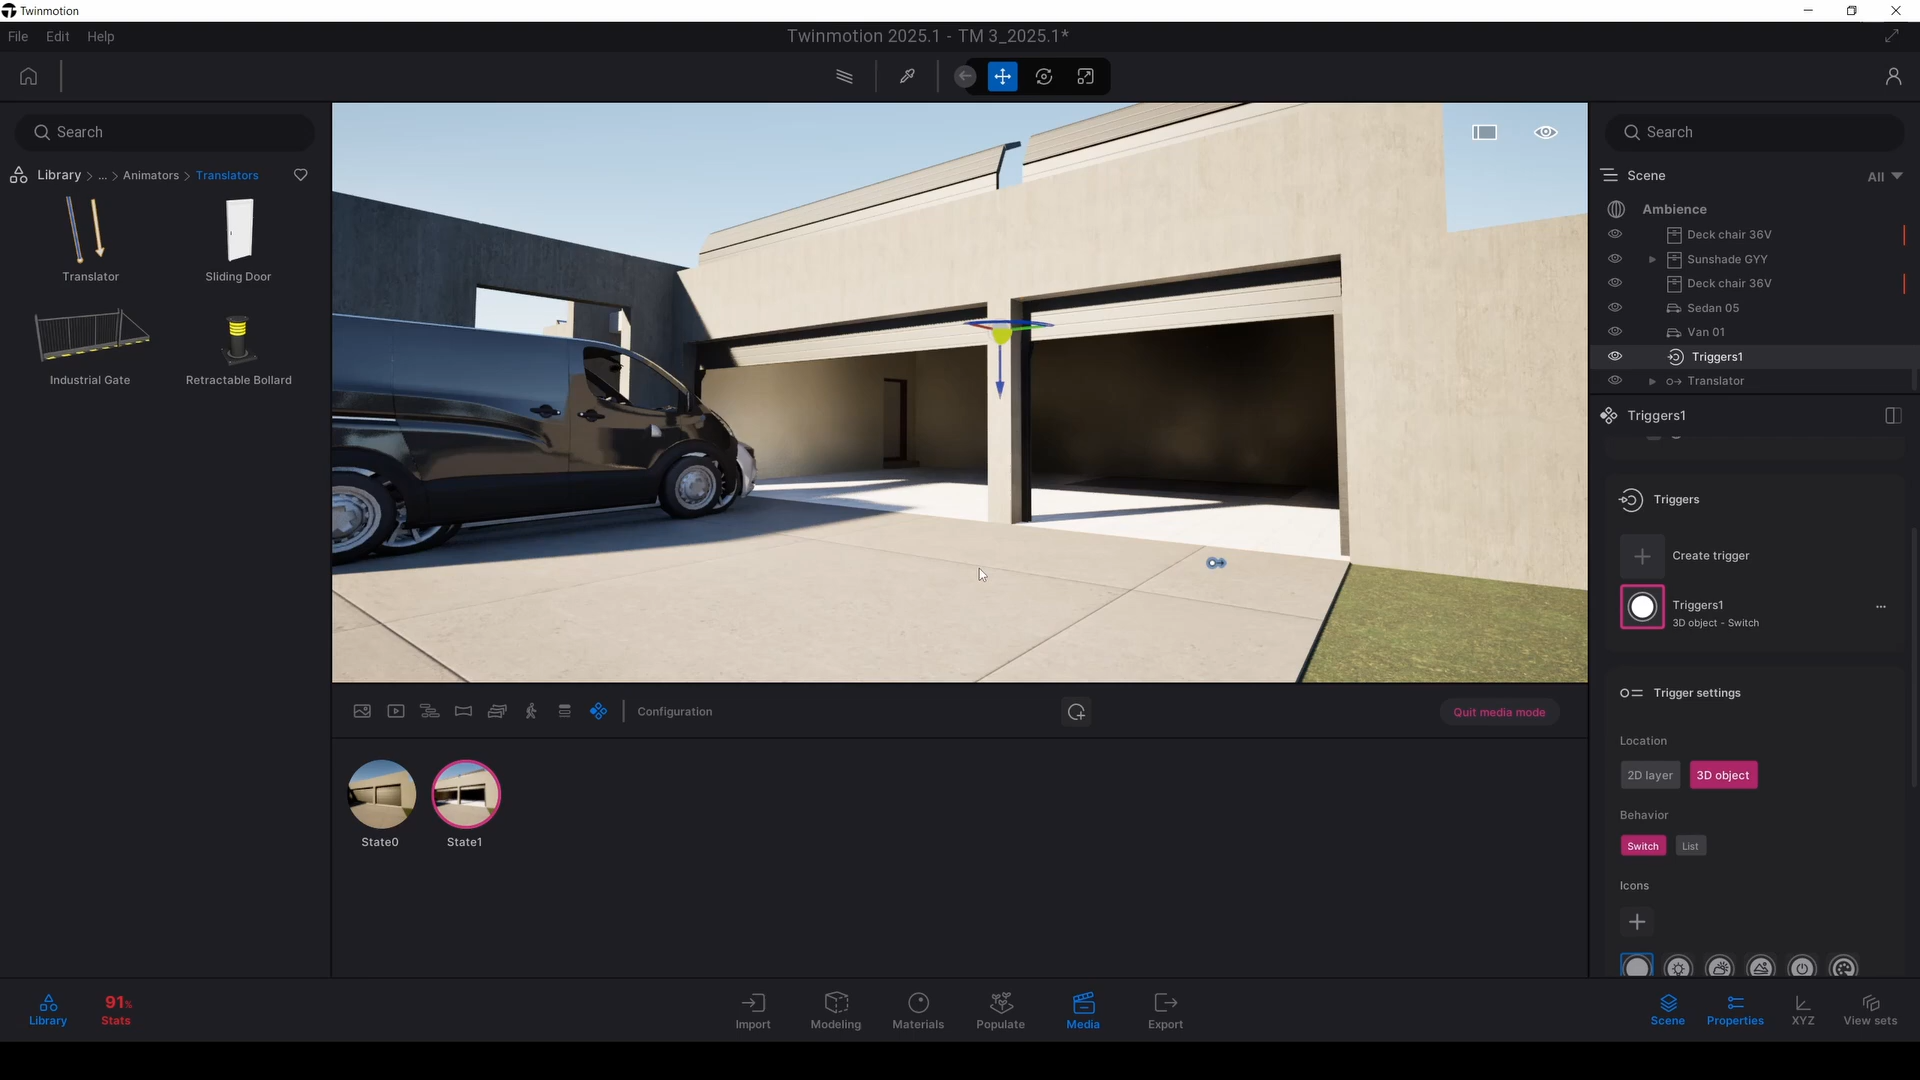 Twinmotion
File Edit Help
Twinmotion 2025.1 - TM 3_2025.1*
Search
Library > ... > Animators > Translators
Translator
Sliding Door
Industrial Gate
Retractable Bollard
Configuration
Quit media mode
State0
State1
Search
Scene
All
Ambience
Deck chair 36V
Sunshade GYY
Deck chair 36V
Sedan 05
Van 01
Triggers1
Translator
Triggers1
Triggers
Create trigger
Triggers1
3D object - Switch
Trigger settings
Location
2D layer
3D object
Behavior
Switch
List
Icons
Library
91%
Stats
Import
Modeling
Materials
Populate
Media
Export
Scene
Properties
XYZ
View sets